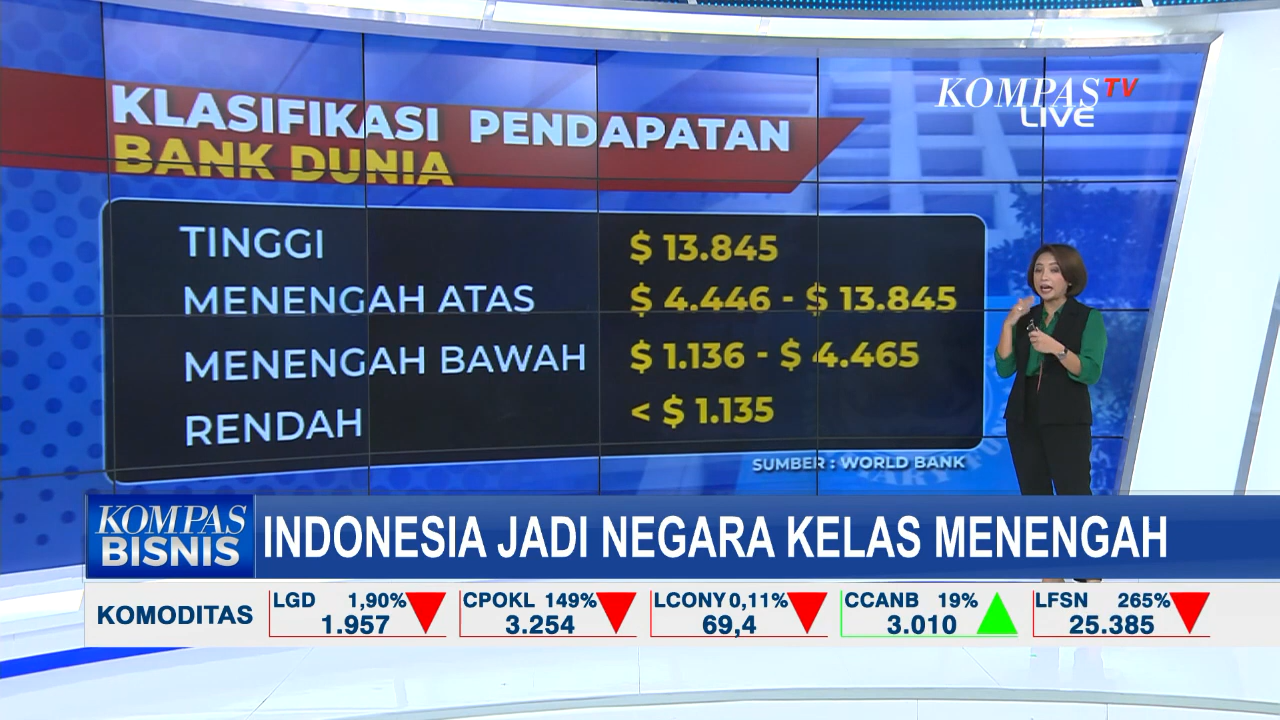 KOMPAS TV
LIVE
KLASIFIKASI PENDAPATAN
BANK DUNIA
TINGGI $ 13.845
MENENGAH ATAS $ 4.446 - $ 13.845
MENENGAH BAWAH $ 1.136 - $ 4.465
RENDAH < $ 1.135
SUMBER : WORLD BANK
KOMPAS
BISNIS
INDONESIA JADI NEGARA KELAS MENENGAH
KOMODITAS
LGD 1,90%
1.957
CPOKL 149%
3.254
LCONY 0,11%
69,4
CCANB 19%
3.010
LFSN 265%
25.385